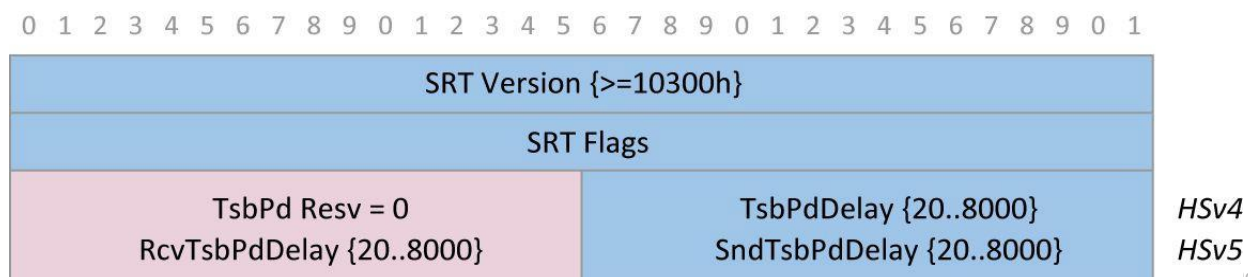 0 1 2 3 4 5 6 7 8 9 0 1 2 3 4 5 6 7 8 9 0 1 2 3 4 5 6 7 8 9 0 1
SRT Version {>=10300h}
SRT Flags
TsbPd Resv = 0 TsbPdDelay {20..8000} HSv4
RcvTsbPdDelay {20..8000} SndTsbPdDelay {20..8000} HSv5